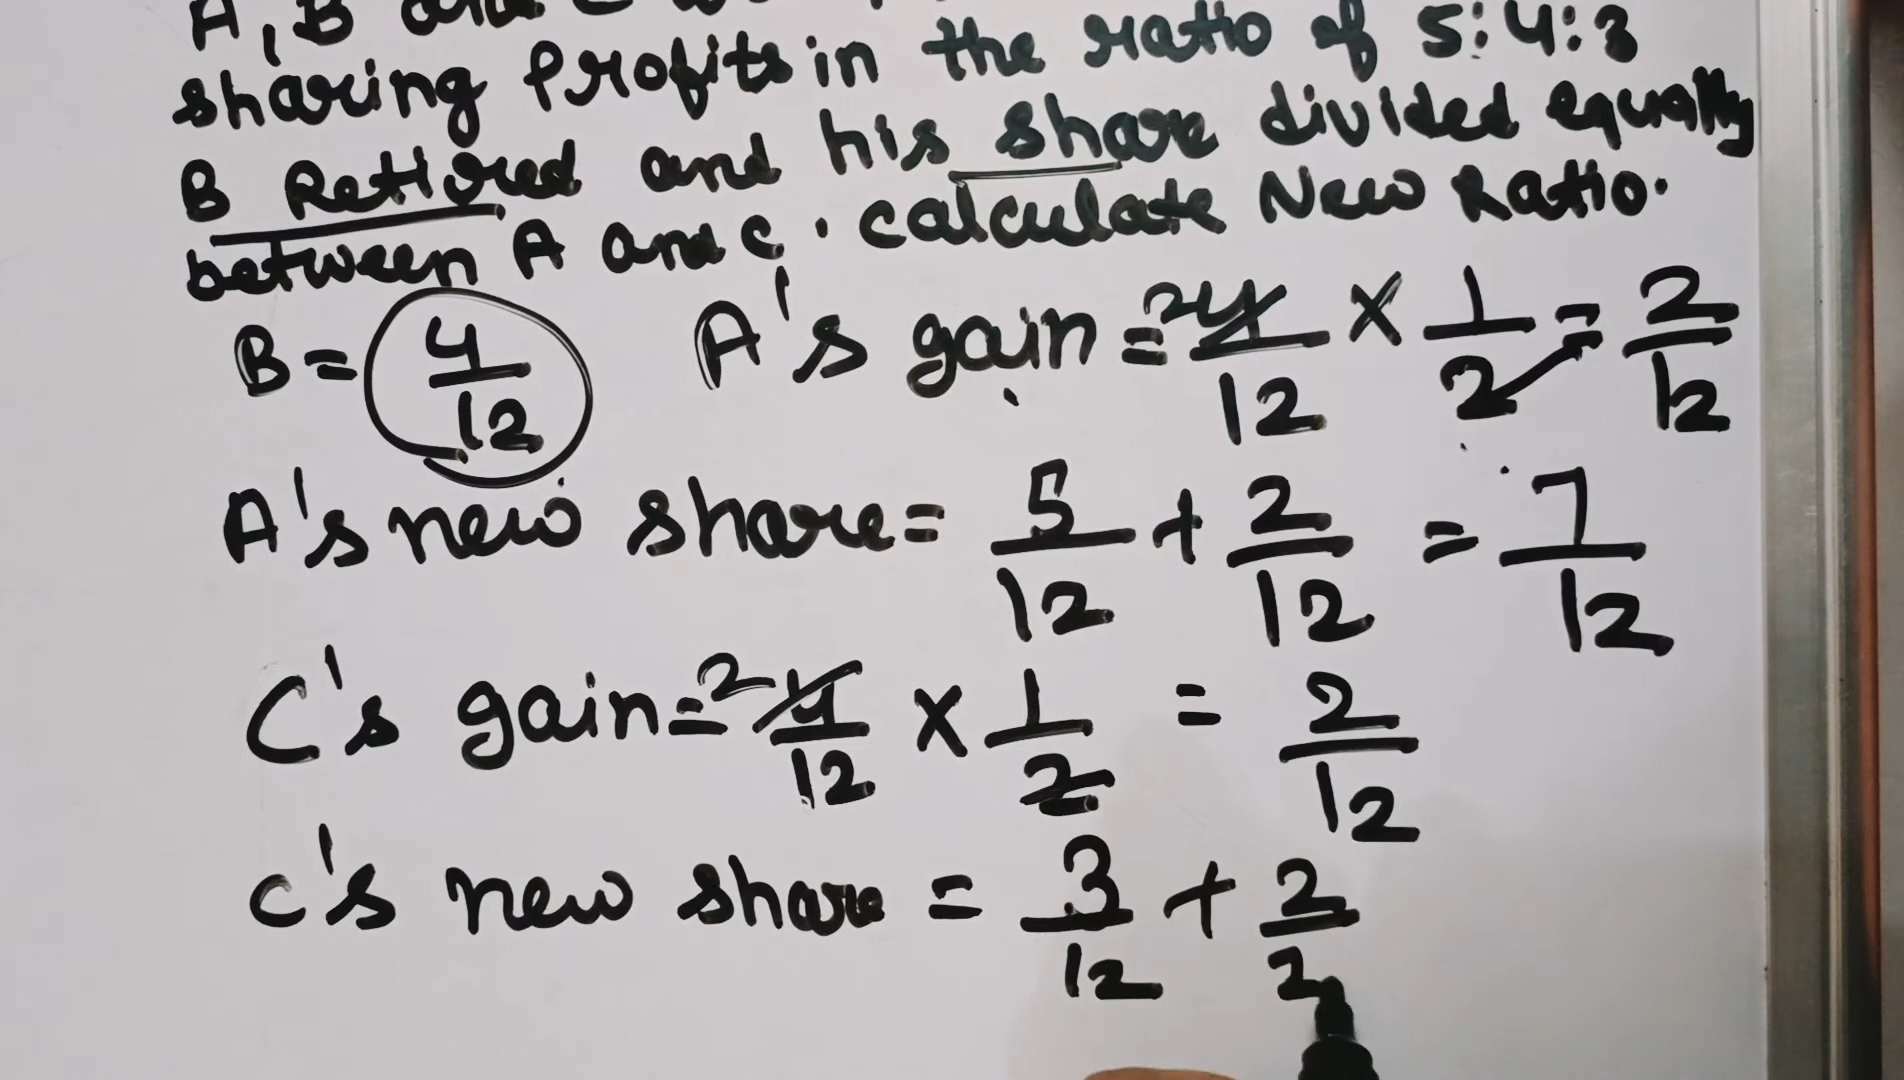 A, B and C
sharing Profits in the ratio of 5:4:3
B Retired and his share divided equally
between A and C. calculate New Ratio.
B = 4/12 A's gain = 2 4/12 × 1/2 = 2/12
A's new share = 5/12 + 2/12 = 7/12
C's gain = 2 4/12 × 1/2 = 2/12
C's new share = 3/12 + 2/2